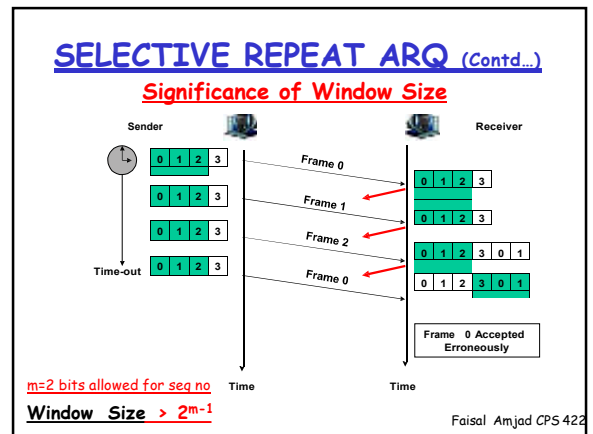 SELECTIVE REPEAT ARQ (Contd…)
Significance of Window Size
Sender
Receiver
0 1 2 3
Frame 0
0 1 2 3
0 1 2 3
Frame 1
0 1 2 3
0 1 2 3
Frame 2
0 1 2 3 0 1
Time-out
0 1 2 3
Frame 0
0 1 2 3 0 1
Frame 0 Accepted
Erroneously
m=2 bits allowed for seq no
Time
Time
Window Size > 2m-1
Faisal Amjad CPS 422